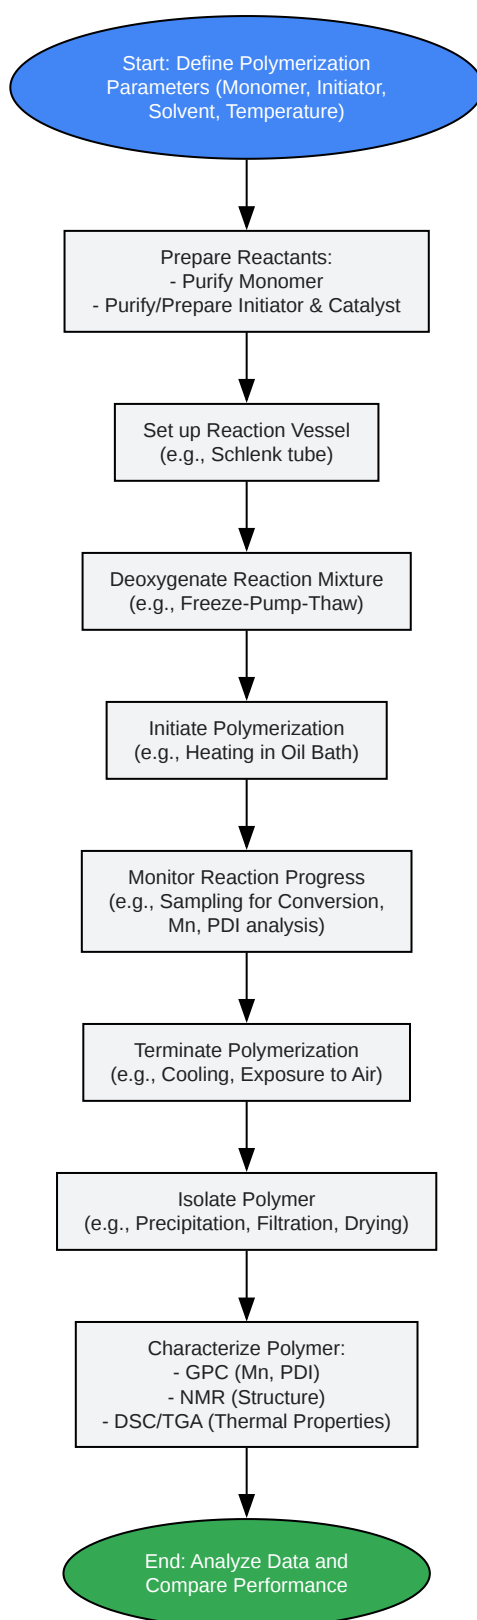 Start: Define Polymerization
Parameters (Monomer, Initiator,
Solvent, Temperature)
Prepare Reactants:
- Purify Monomer
- Purify/Prepare Initiator & Catalyst
Set up Reaction Vessel
(e.g., Schlenk tube)
Deoxygenate Reaction Mixture
(e.g., Freeze-Pump-Thaw)
Initiate Polymerization
(e.g., Heating in Oil Bath)
Monitor Reaction Progress
(e.g., Sampling for Conversion,
Mn, PDI analysis)
Terminate Polymerization
(e.g., Cooling, Exposure to Air)
Isolate Polymer
(e.g., Precipitation, Filtration, Drying)
Characterize Polymer:
- GPC (Mn, PDI)
- NMR (Structure)
- DSC/TGA (Thermal Properties)
End: Analyze Data and
Compare Performance